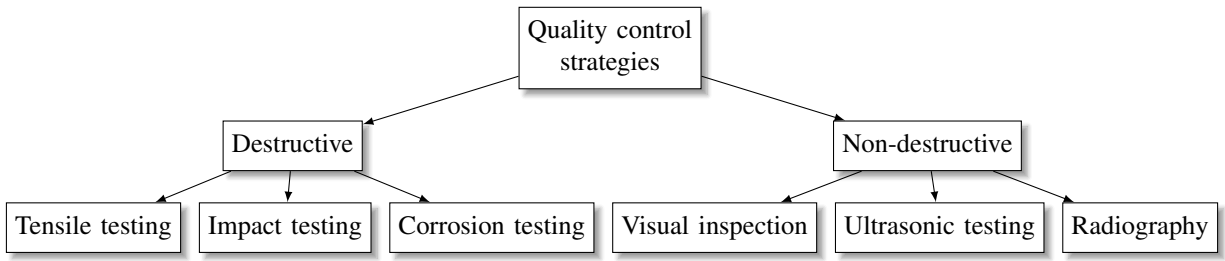 Quality control
strategies
Destructive
Non-destructive
Tensile testing
Impact testing
Corrosion testing
Visual inspection
Ultrasonic testing
Radiography